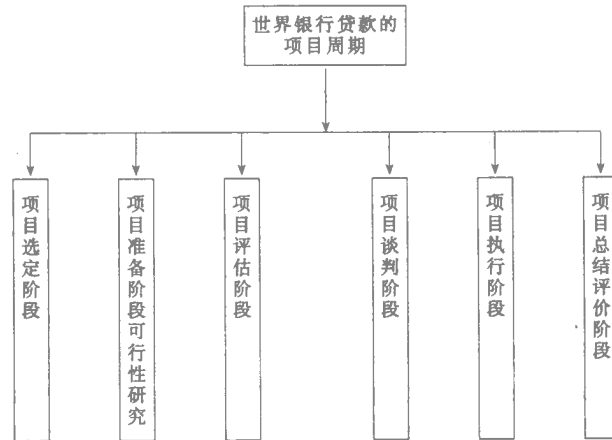 世界银行贷款的
项目周期
项目选定阶段
项目准备阶段可行性研究
项目评估阶段
项目谈判阶段
项目执行阶段
项目总结评价阶段